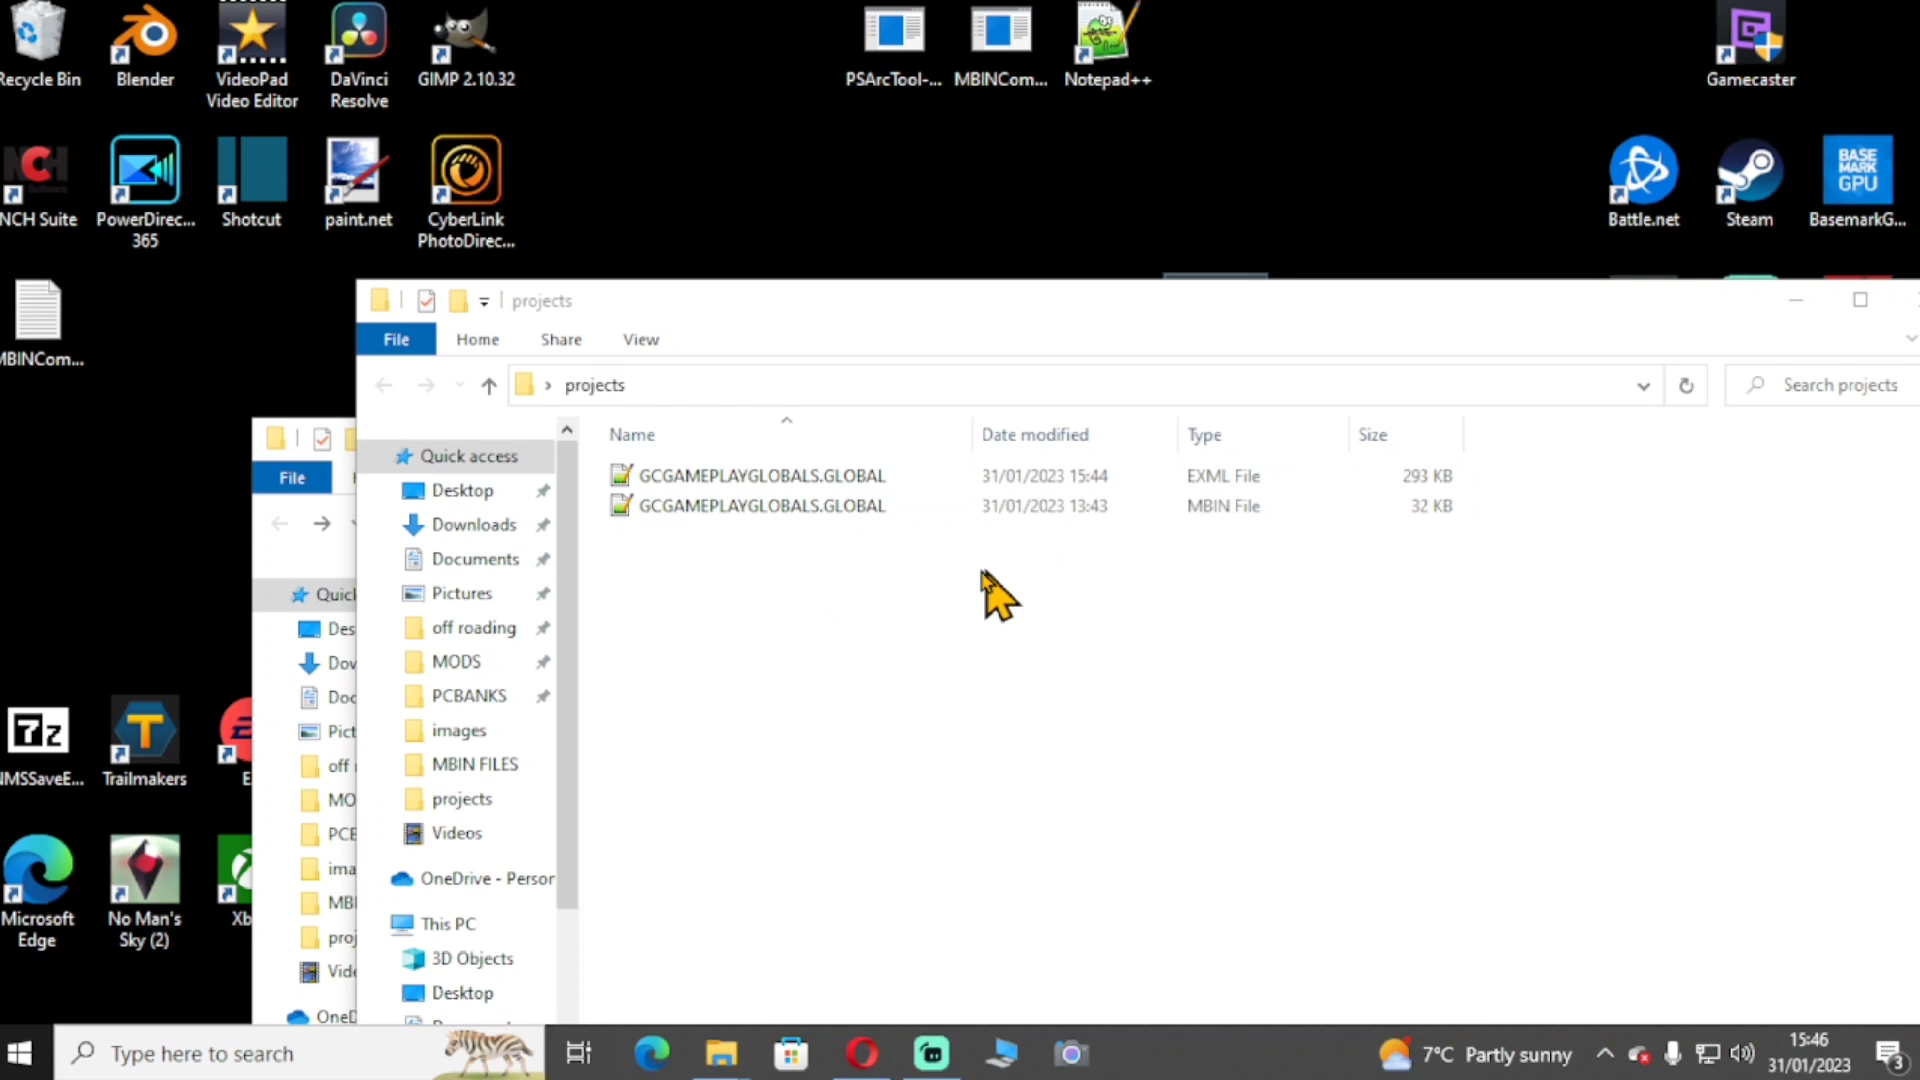 Recycle Bin
Blender
VideoPad
Video Editor
DaVinci
Resolve
GIMP 2.10.32
PSArcTool-...
MBINCom...
Notepad++
Gamecaster
NCH Suite
PowerDirec...
365
Shotcut
paint.net
CyberLink
PhotoDirec...
Battle.net
Steam
BASE
MARK
GPU
BasemarkG...
MBINCom...
projects
File
Home
Share
View
projects
Search projects
Name
Date modified
Type
Size
GCGAMEPLAYGLOBALS.GLOBAL 31/01/2023 15:44 EXML File 293 KB
GCGAMEPLAYGLOBALS.GLOBAL 31/01/2023 13:43 MBIN File 32 KB
Quick access
Desktop
Downloads
Documents
Pictures
off roading
MODS
PCBANKS
images
MBIN FILES
projects
Videos
OneDrive - Person
This PC
3D Objects
Desktop
File
Quick
Des
Dow
Doc
Pict
off
MO
PCE
ima
MBI
proj
Vide
OneD
7z
NMSSaveE...
Trailmakers
E
Microsoft
Edge
No Man's
Sky (2)
Xb
Type here to search
7°C Partly sunny
15:46
31/01/2023
3